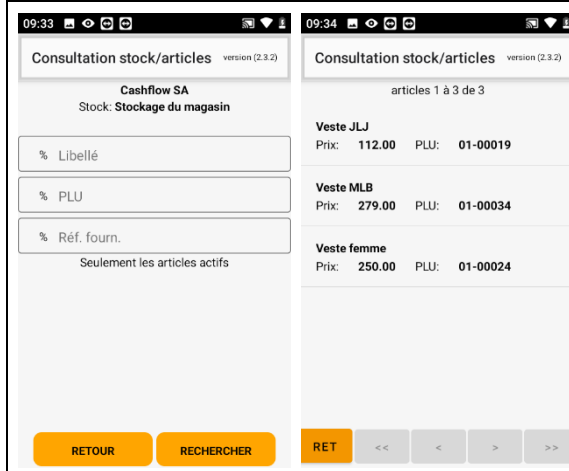 09:33
Consultation stock/articles version (2.3.2)
Cashflow SA
Stock: Stockage du magasin
% Libellé
% PLU
% Réf. fourn.
Seulement les articles actifs
RETOUR RECHERCHER
09:34
Consultation stock/articles version (2.3.2)
articles 1 à 3 de 3
Veste JLJ
Prix: 112.00 PLU: 01-00019
Veste MLB
Prix: 279.00 PLU: 01-00034
Veste femme
Prix: 250.00 PLU: 01-00024
RET << < > >>